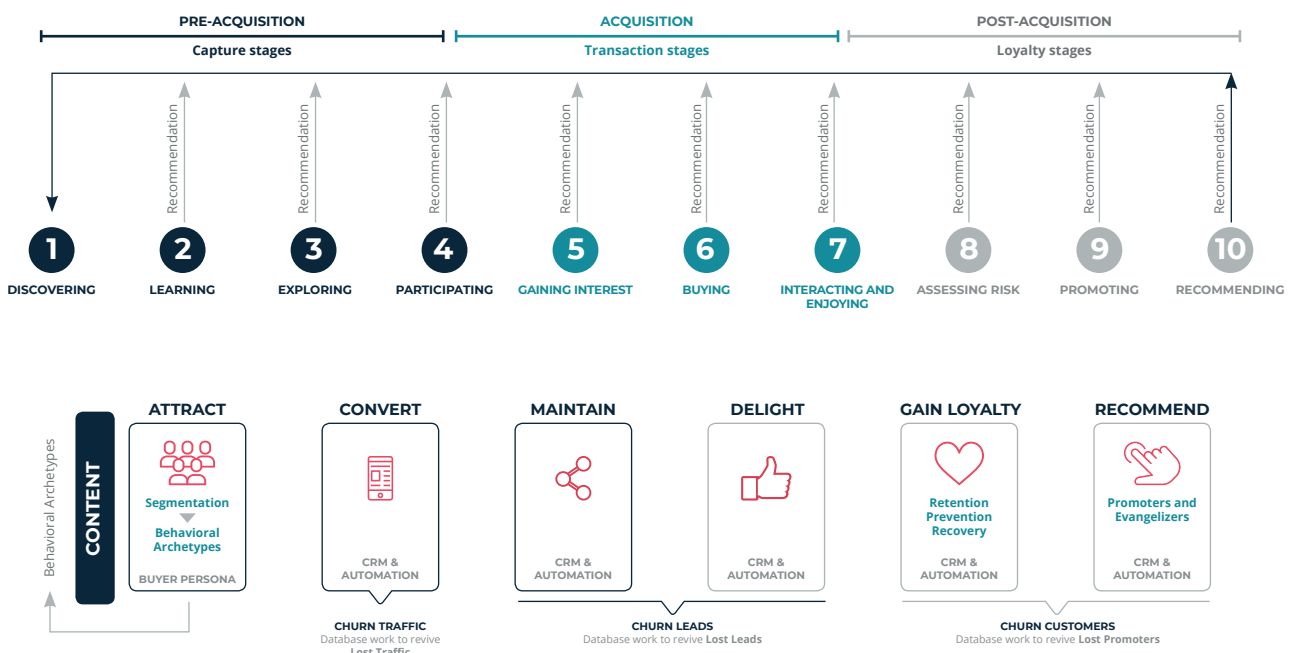 PRE-ACQUISITION
ACQUISITION
POST-ACQUISITION
Capture stages
Transaction stages
Loyalty stages
Recommendation
Recommendation
Recommendation
Recommendation
Recommendation
Recommendation
Recommendation
Recommendation
Recommendation
1
2
3
4
5
6
7
8
9
10
DISCOVERING
LEARNING
EXPLORING
PARTICIPATING
GAINING INTEREST
BUYING
INTERACTING AND
ENJOYING
ASSESSING RISK
PROMOTING
RECOMMENDING
Behavioral Archetypes
CONTENT
ATTRACT
Segmentation
Behavioral
Archetypes
BUYER PERSONA
CONVERT
CRM &
AUTOMATION
CHURN TRAFFIC
Database work to revive
Lost Traffic
MAINTAIN
CRM &
AUTOMATION
DELIGHT
CRM &
AUTOMATION
CHURN LEADS
Database work to revive Lost Leads
GAIN LOYALTY
Retention
Prevention
Recovery
CRM &
AUTOMATION
RECOMMEND
Promoters and
Evangelizers
CRM &
AUTOMATION
CHURN CUSTOMERS
Database work to revive Lost Promoters